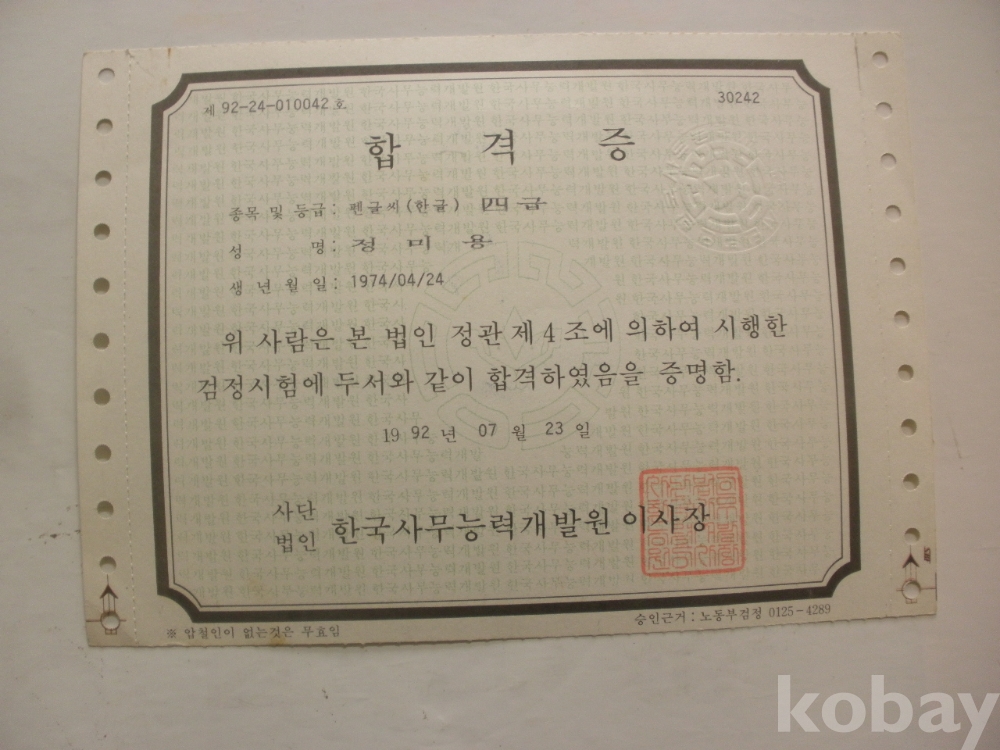 제 92-24-010042 호
30242
합 격 증
종목 및 등급: 펜글씨(한글) 四급
성 명: 정 미 용
생 년 월 일: 1974/04/24
위 사람은 본 법인 정관 제 4 조에 의하여 시행한
검정시험에 두서와 같이 합격하였음을 증명함.
19 92 년 07 월 23 일
사단
법인 한국사무능력개발원 이사장
※ 압철인이 없는것은 무효임
승인근거 : 노동부검정 0125-4289
kobay